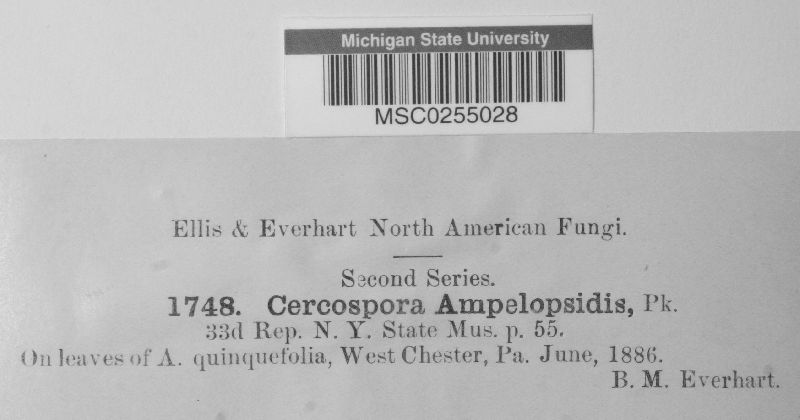 Michigan State University
MSC0255028
Ellis & Everhart North American Fungi.
Second Series.
1748. Cercospora Ampelopsidis, Pk.
33d Rep. N. Y. State Mus. p. 55.
On leaves of A. quinquefolia, West Chester, Pa. June, 1886.
B. M. Everhart.